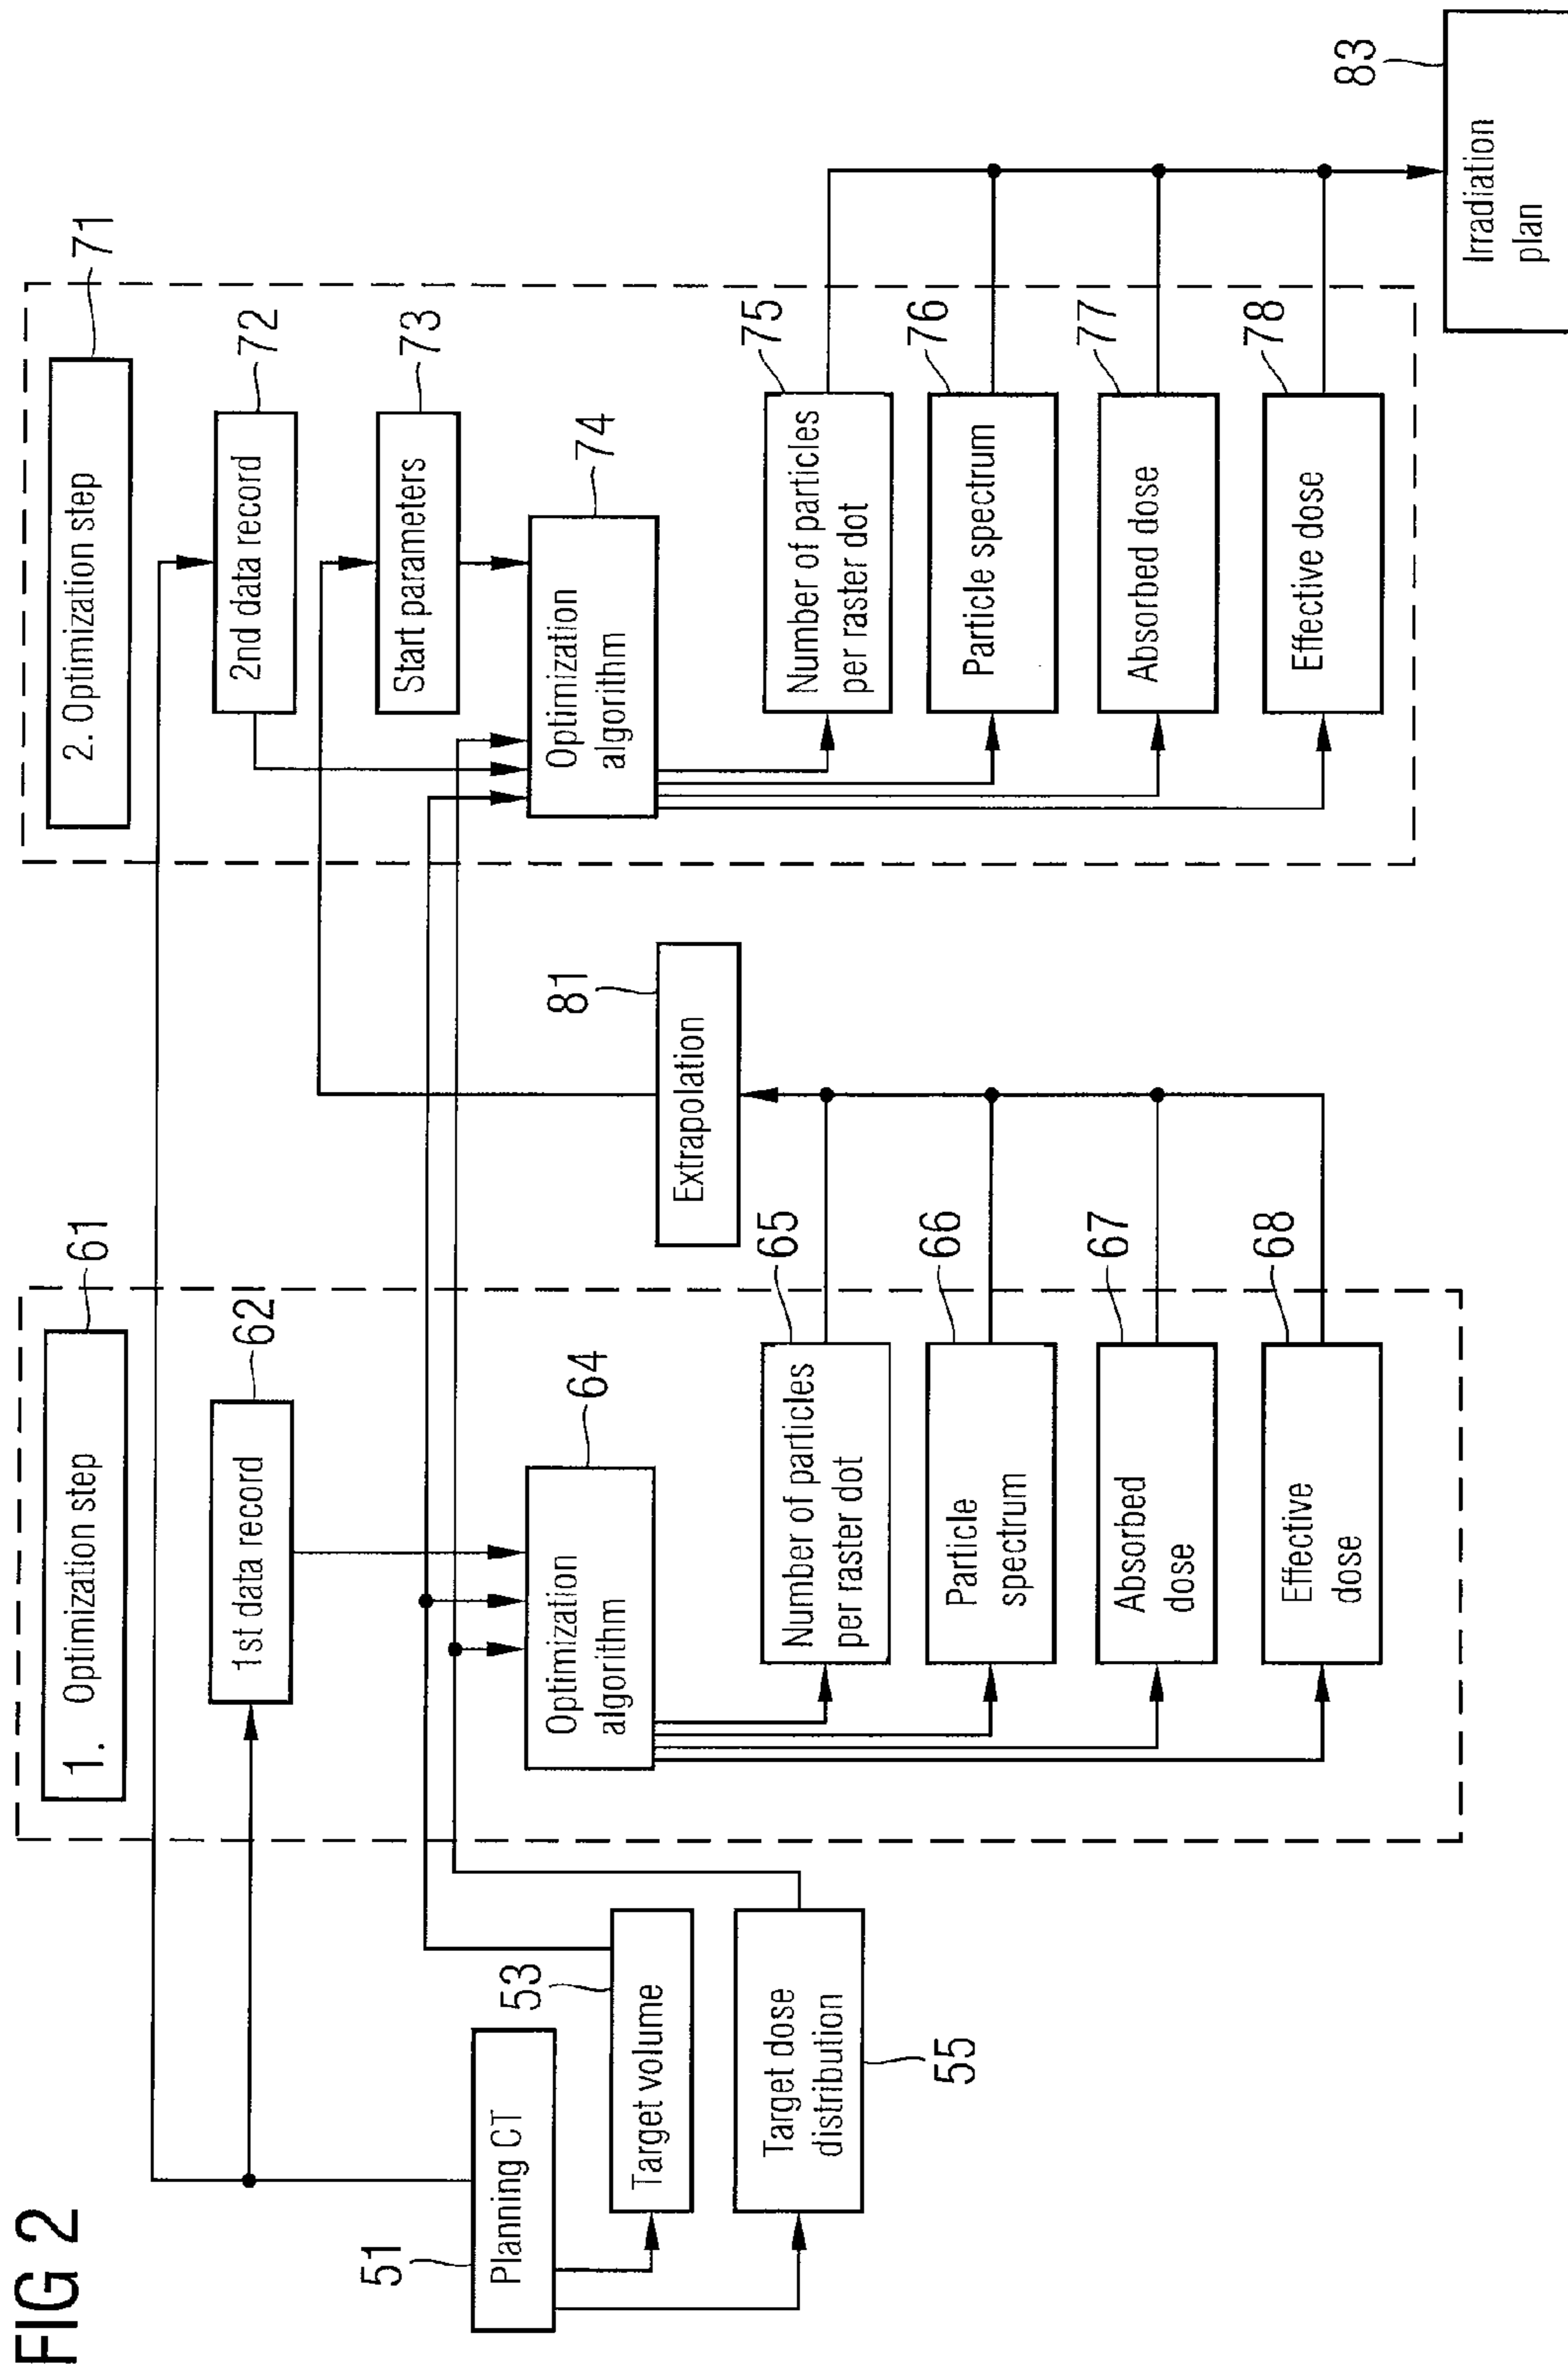 FIG 2
51
Planning CT
53
Target volume
Target dose
distribution
55
1. Optimization step
61
1st data record
62
Optimization
algorithm
64
Number of particles
per raster dot
65
Particle
spectrum
66
Absorbed
dose
67
Effective
dose
68
Extrapolation
81
2. Optimization step
71
2nd data record
72
Start parameters
73
Optimization
algorithm
74
Number of particles
per raster dot
75
Particle spectrum
76
Absorbed dose
77
Effective dose
78
Irradiation
plan
83